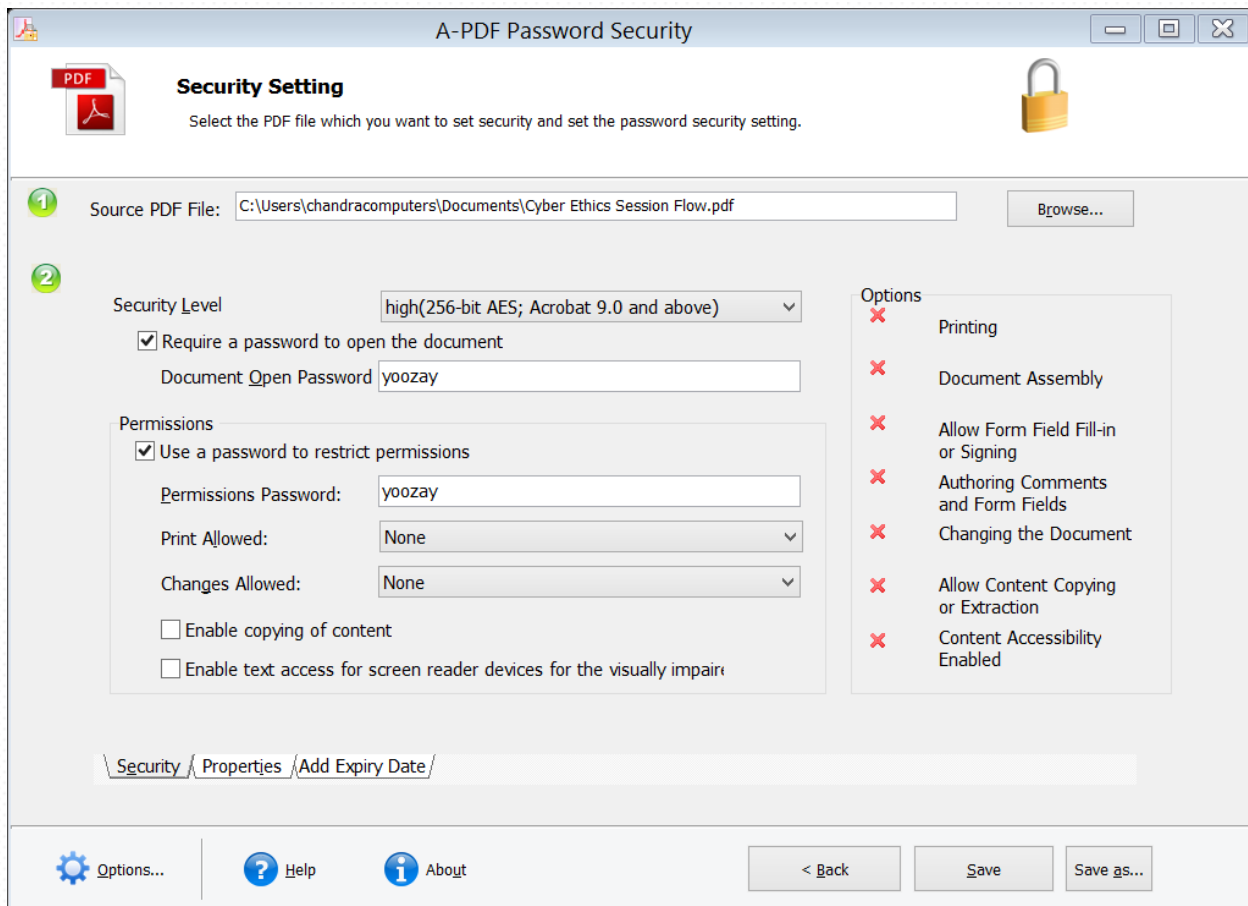 A-PDF Password Security
PDF
Security Setting
Select the PDF file which you want to set security and set the password security setting.
1
Source PDF File:
C:\Users\chandracomputers\Documents\Cyber Ethics Session Flow.pdf
Browse...
2
Security Level
high(256-bit AES; Acrobat 9.0 and above)
Require a password to open the document
Document Open Password
yoozay
Permissions
Use a password to restrict permissions
Permissions Password:
yoozay
Print Allowed:
None
Changes Allowed:
None
Enable copying of content
Enable text access for screen reader devices for the visually impaire
Options
Printing
Document Assembly
Allow Form Field Fill-in
or Signing
Authoring Comments
and Form Fields
Changing the Document
Allow Content Copying
or Extraction
Content Accessibility
Enabled
Security
Properties
Add Expiry Date
Options...
?
Help
i
About
< Back
Save
Save as...